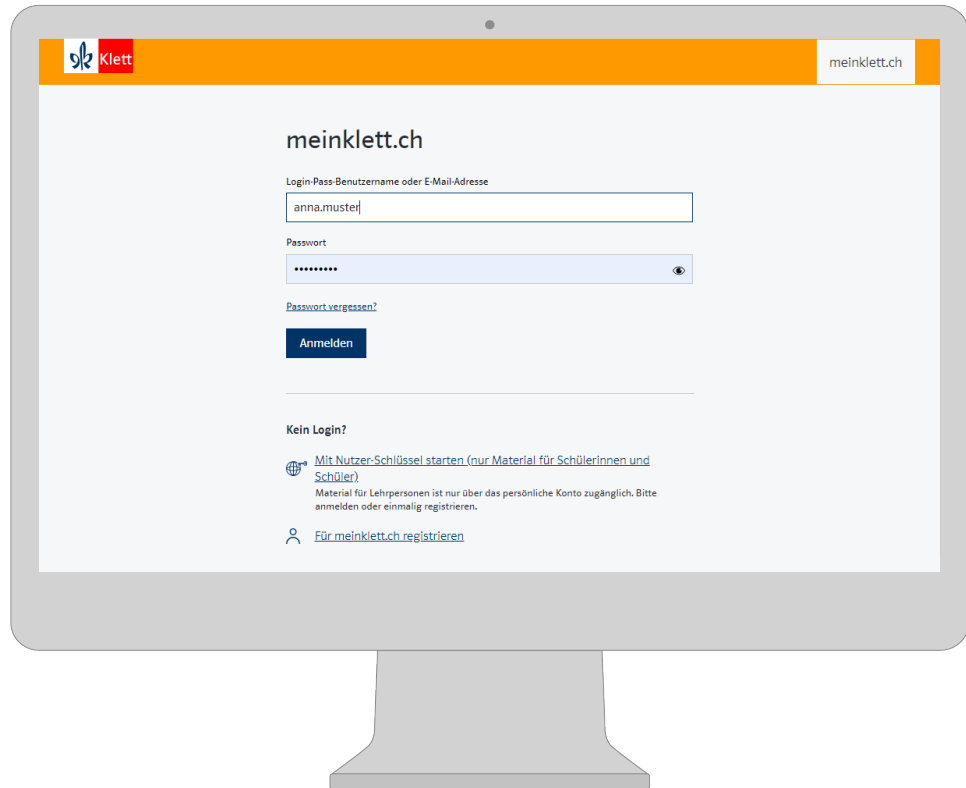 Klett
meinklett.ch
meinklett.ch
Login-Pass-Benutzername oder E-Mail-Adresse
anna.muster
Passwort
•••••••••
Passwort vergessen?
Anmelden
Kein Login?
Mit Nutzer-Schlüssel starten (nur Material für Schülerinnen und
Schüler)
Material für Lehrpersonen ist nur über das persönliche Konto zugänglich. Bitte
anmelden oder einmalig registrieren.
Für meinklett.ch registrieren